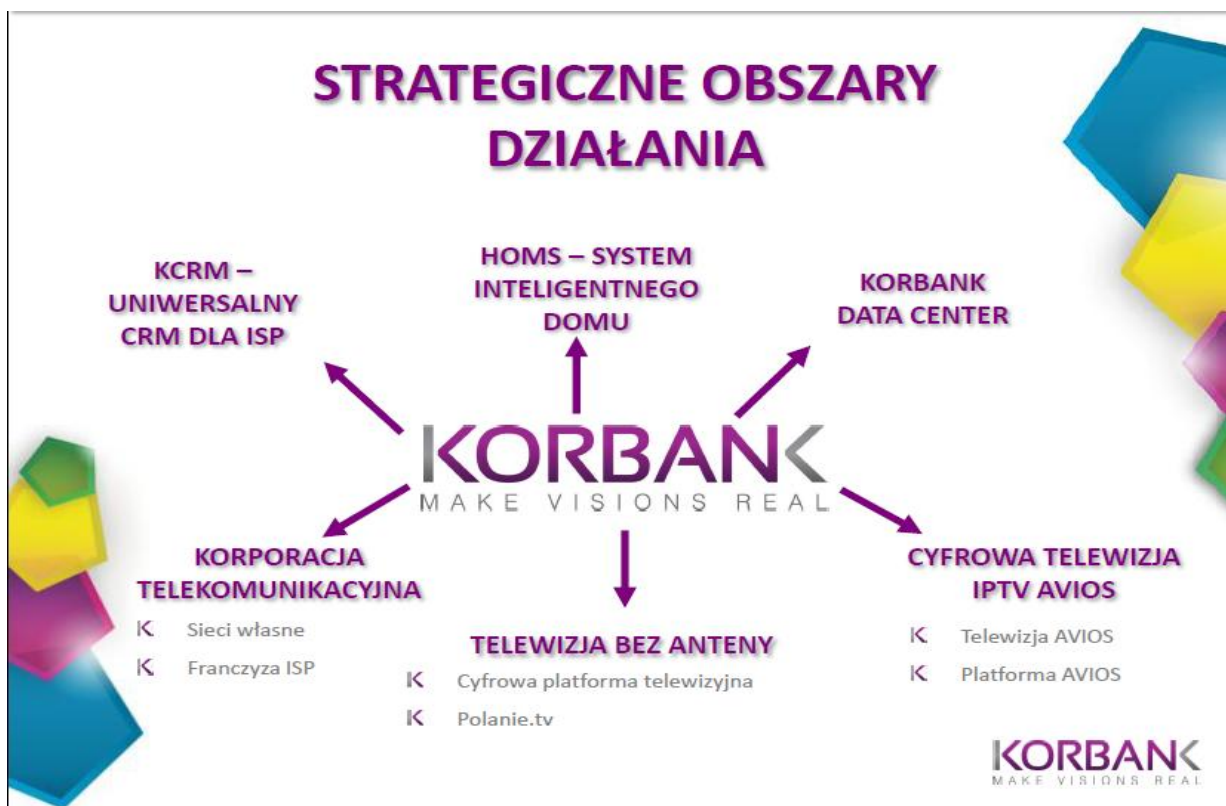 STRATEGICZNE OBSZARY
DZIAŁANIA
KCRM –
UNIWERSALNY
CRM DLA ISP
HOMS – SYSTEM
INTELIGENTNEGO
DOMU
KORBANK
DATA CENTER
KORBANK
MAKE VISIONS REAL
KORPORACJA
TELEKOMUNIKACYJNA
Sieci własne
Franczyza ISP
TELEWIZJA BEZ ANTENY
Cyfrowa platforma telewizyjna
Polanie.tv
CYFROWA TELEWIZJA
IPTV AVIOS
Telewizja AVIOS
Platforma AVIOS
KORBANK
MAKE VISIONS REAL